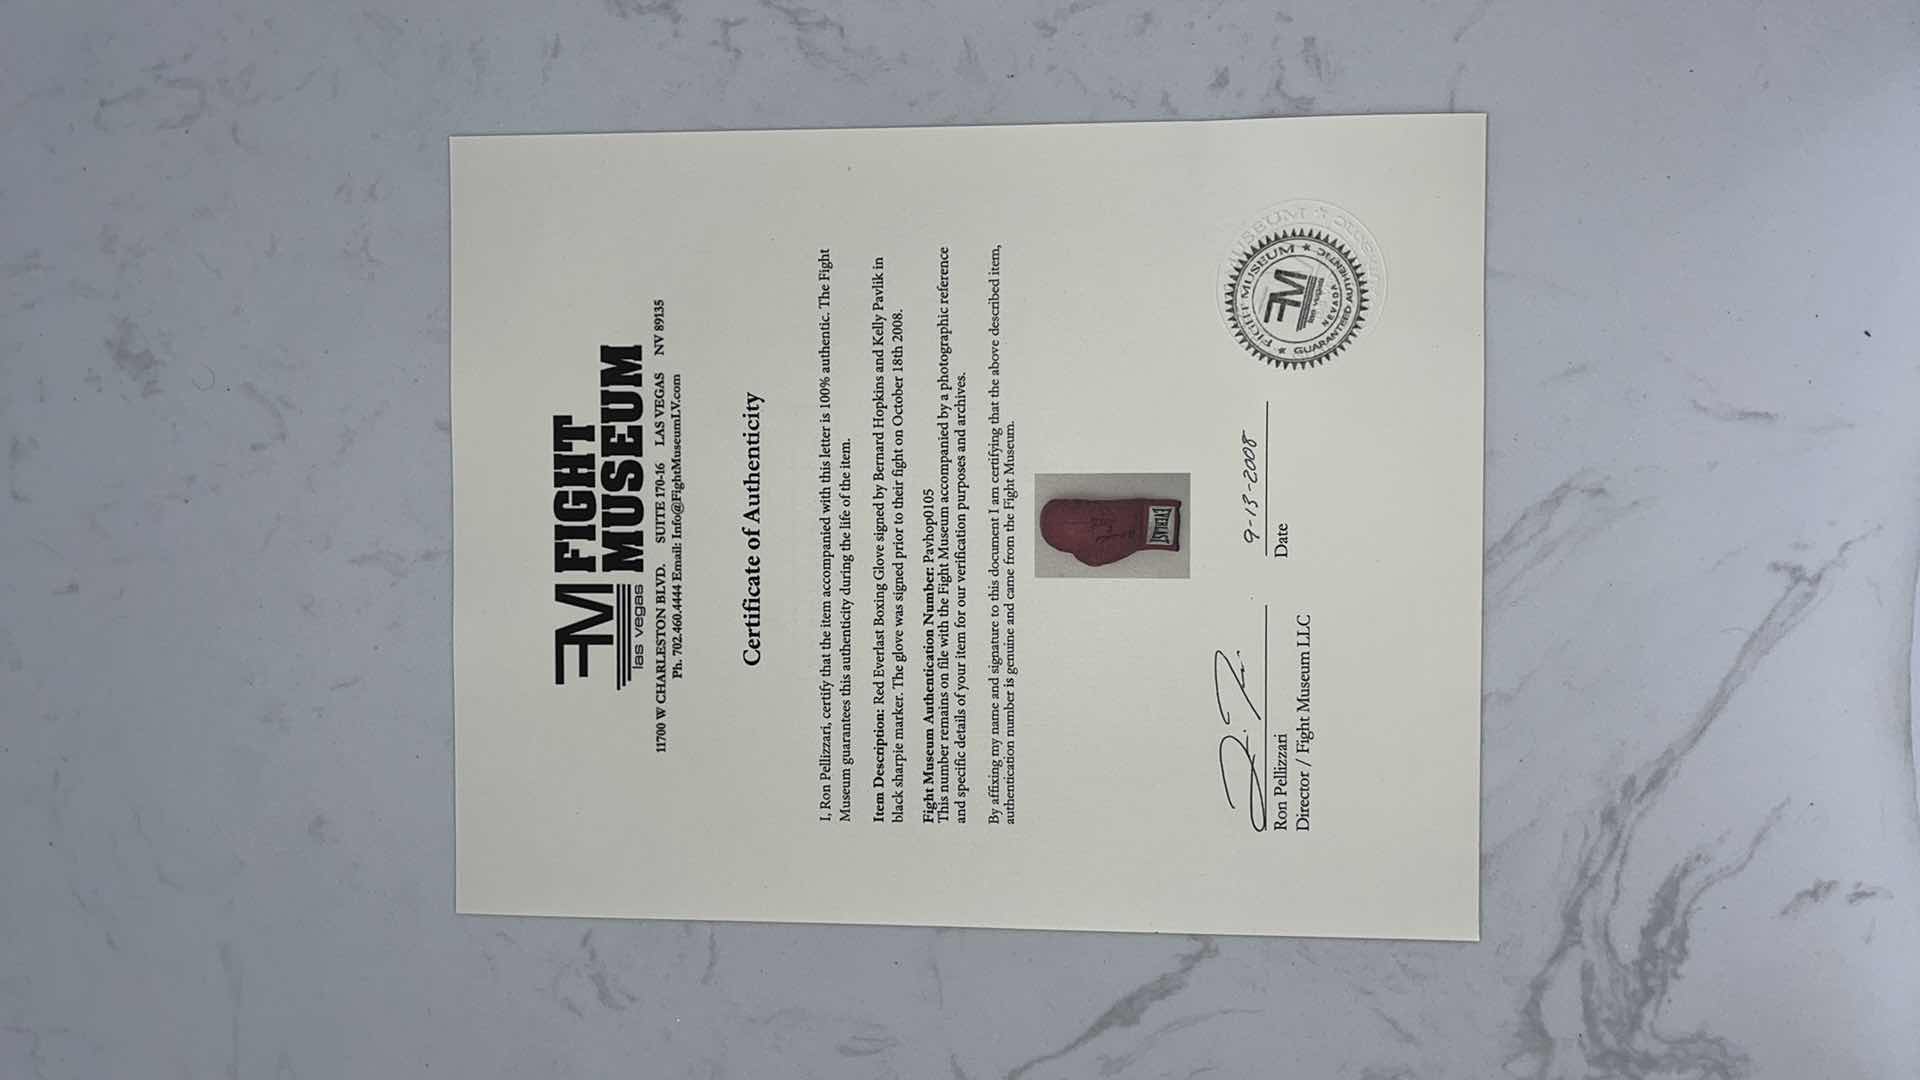 FM FIGHT
MUSEUM
las vegas
11700 W CHARLESTON BLVD. SUITE 170-16 LAS VEGAS NV 89135
Ph. 702.460.4444 Email: Info@FightMuseumLV.com
Certificate of Authenticity
I, Ron Pellizzari, certify that the item accompanied with this letter is 100% authentic. The Fight
Museum guarantees this authenticity during the life of the item.
Item Description: Red Everlast Boxing Glove signed by Bernard Hopkins and Kelly Pavlik in
black sharpie marker. The glove was signed prior to their fight on October 18th 2008.
Fight Museum Authentication Number: Pavhop0105
This number remains on file with the Fight Museum accompanied by a photographic reference
and specific details of your item for our verification purposes and archives.
By affixing my name and signature to this document I am certifying that the above described item,
authentication number is genuine and came from the Fight Museum.
EVERLAST
9-13-2008
Ron Pellizzari
Date
Director / Fight Museum LLC
★ FIGHT MUSEUM ★
GUARANTEED AUTHENTIC
FM
las vegas
NEVADA